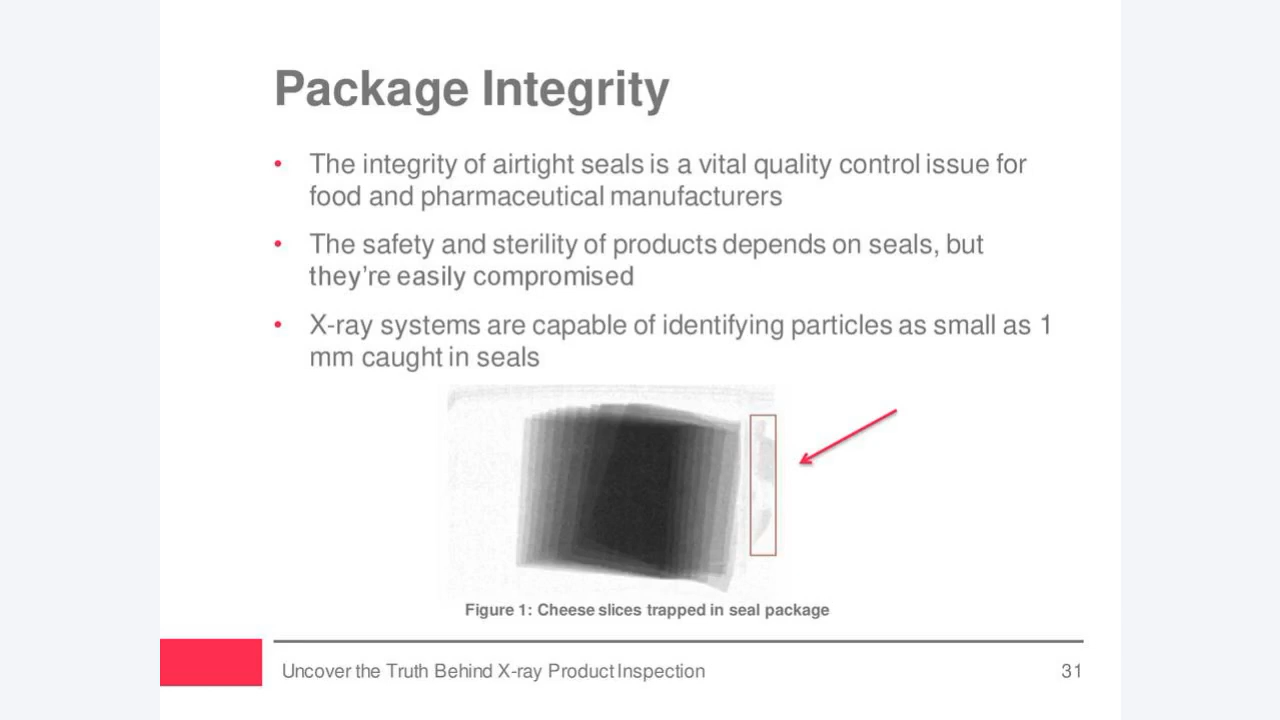 Package Integrity
• The integrity of airtight seals is a vital quality control issue for
food and pharmaceutical manufacturers
• The safety and sterility of products depends on seals, but
they're easily compromised
• X-ray systems are capable of identifying particles as small as 1
mm caught in seals
Figure 1: Cheese slices trapped in seal package
Uncover the Truth Behind X-ray Product Inspection 31